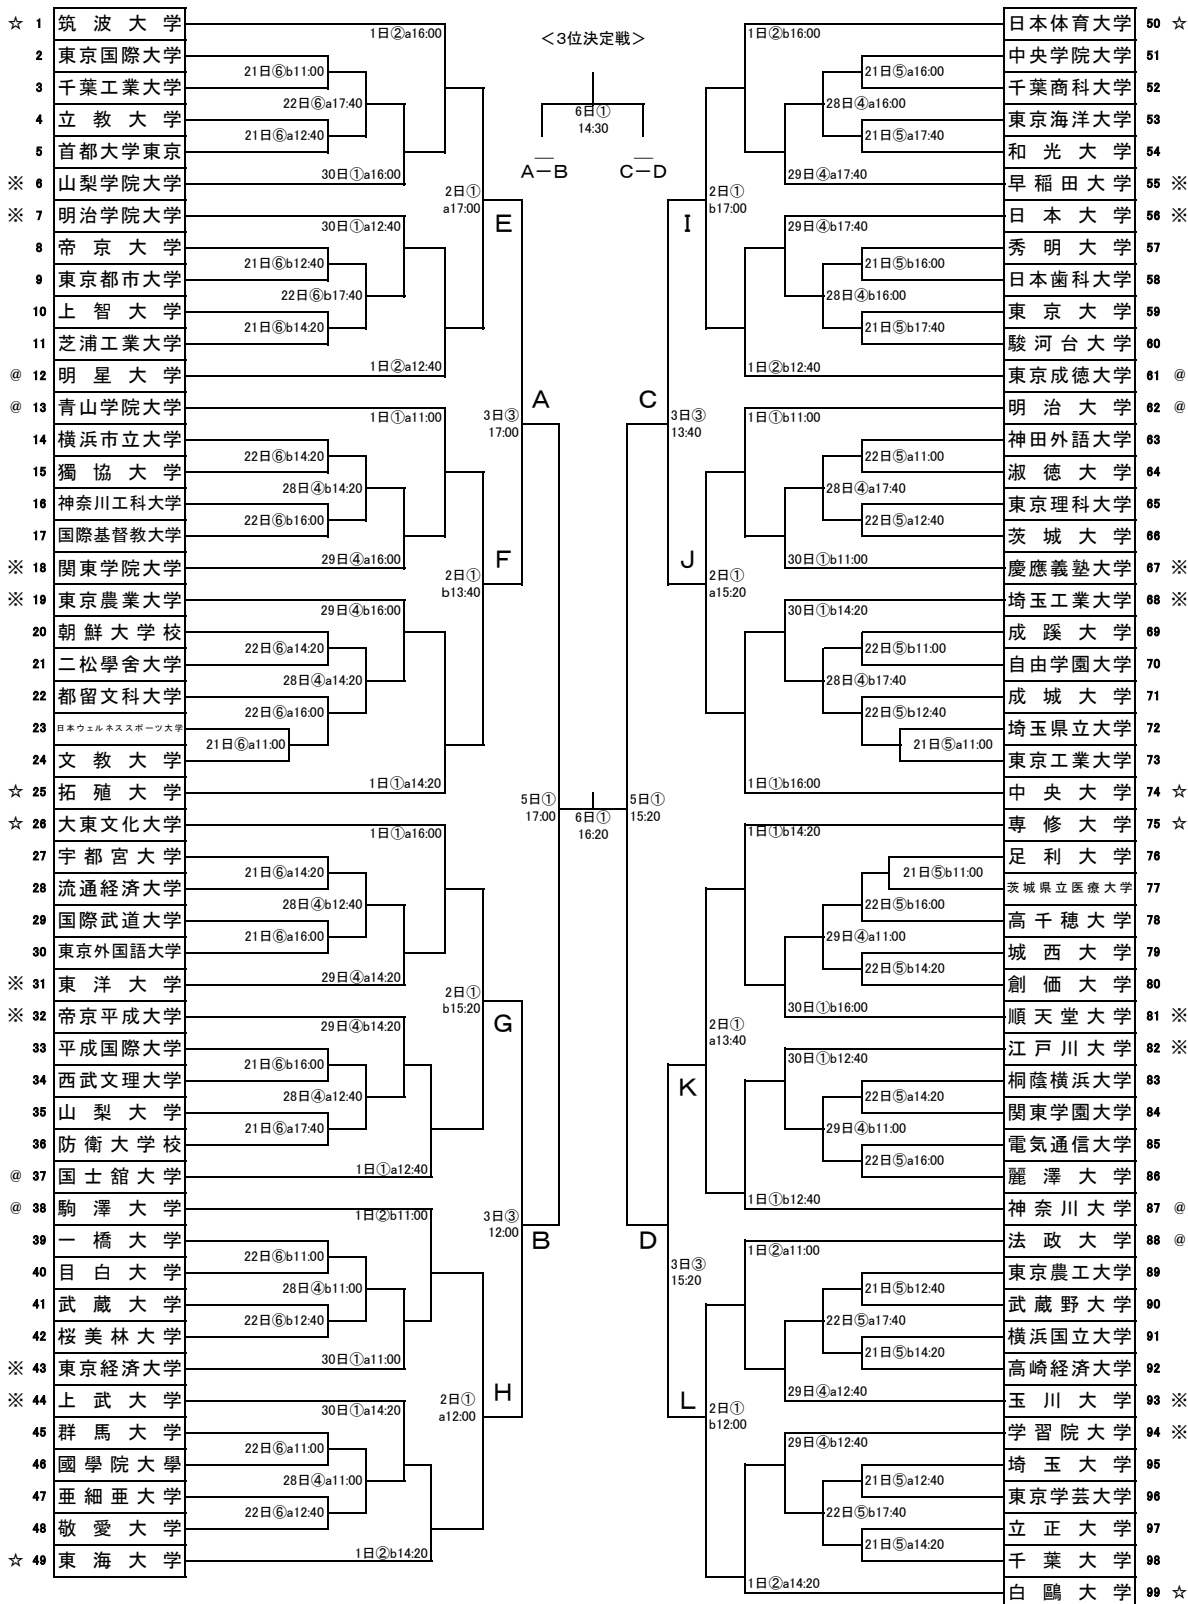 ☆ 1 筑波大学
2 東京国際大学
3 千葉工業大学
4 立教大学
5 首都大学東京
※ 6 山梨学院大学
※ 7 明治学院大学
8 帝京大学
9 東京都市大学
10 上智大学
11 芝浦工業大学
@ 12 明星大学
@ 13 青山学院大学
14 横浜市立大学
15 獨協大学
16 神奈川工科大学
17 国際基督教大学
※ 18 関東学院大学
※ 19 東京農業大学
20 朝鮮大学校
21 二松學舍大学
22 都留文科大学
23 日本ウェルネススポーツ大学
24 文教大学
☆ 25 拓殖大学
☆ 26 大東文化大学
27 宇都宮大学
28 流通経済大学
29 国際武道大学
30 東京外国語大学
※ 31 東洋大学
※ 32 帝京平成大学
33 平成国際大学
34 西武文理大学
35 山梨大学
36 防衛大学校
@ 37 国士舘大学
@ 38 駒澤大学
39 一橋大学
40 目白大学
41 武蔵大学
42 桜美林大学
※ 43 東京経済大学
※ 44 上武大学
45 群馬大学
46 國學院大學
47 亜細亜大学
48 敬愛大学
☆ 49 東海大学
1日②a16:00
21日⑥b11:00
22日⑥a17:40
21日⑥a12:40
30日①a16:00
2日①
a17:00
E
30日①a12:40
21日⑥b12:40
22日⑥b17:40
21日⑥b14:20
1日②a12:40
A
3日③
17:00
1日①a11:00
22日⑥b14:20
28日④b14:20
22日⑥b16:00
29日④a16:00
F
2日①
b13:40
29日④b16:00
22日⑥a14:20
28日④a14:20
22日⑥a16:00
21日⑥a11:00
1日①a14:20
5日①
17:00
1日①a16:00
21日⑥a14:20
28日④b12:40
21日⑥a16:00
29日④a14:20
2日①
b15:20
G
29日④b14:20
21日⑥b16:00
28日④a12:40
21日⑥a17:40
1日①a12:40
1日②b11:00
3日③
12:00
B
22日⑥b11:00
28日④b11:00
22日⑥b12:40
30日①a11:00
2日①
a12:00
H
30日①a14:20
22日⑥a11:00
28日④a11:00
22日⑥a12:40
1日②b14:20
＜3位決定戦＞
6日①
14:30
A－B
C－D
6日①
16:20
1日②b16:00
21日⑤a16:00
28日④a16:00
21日⑤a17:40
29日④a17:40
2日①
b17:00
I
29日④b17:40
21日⑤b16:00
28日④b16:00
21日⑤b17:40
1日②b12:40
C
3日③
13:40
1日①b11:00
22日⑤a11:00
28日④a17:40
22日⑤a12:40
30日①b11:00
J
2日①
a15:20
30日①b14:20
22日⑤b11:00
28日④b17:40
22日⑤b12:40
21日⑤a11:00
1日①b16:00
5日①
15:20
1日①b14:20
21日⑤b11:00
22日⑤b16:00
29日④a11:00
22日⑤b14:20
30日①b16:00
2日①
a13:40
K
30日①b12:40
22日⑤a14:20
29日④b11:00
22日⑤a16:00
1日①b12:40
D
3日③
15:20
1日②a11:00
21日⑤b12:40
22日⑤a17:40
21日⑤b14:20
29日④a12:40
L
2日①
b12:00
29日④b12:40
21日⑤a12:40
22日⑤b17:40
21日⑤a14:20
1日②a14:20
日本体育大学 50 ☆
中央学院大学 51
千葉商科大学 52
東京海洋大学 53
和光大学 54
早稲田大学 55 ※
日本大学 56 ※
秀明大学 57
日本歯科大学 58
東京大学 59
駿河台大学 60
東京成徳大学 61 @
明治大学 62 @
神田外語大学 63
淑徳大学 64
東京理科大学 65
茨城大学 66
慶應義塾大学 67 ※
埼玉工業大学 68 ※
成蹊大学 69
自由学園大学 70
成城大学 71
埼玉県立大学 72
東京工業大学 73
中央大学 74 ☆
専修大学 75 ☆
足利大学 76
茨城県立医療大学 77
高千穂大学 78
城西大学 79
創価大学 80
順天堂大学 81 ※
江戸川大学 82 ※
桐蔭横浜大学 83
関東学園大学 84
電気通信大学 85
麗澤大学 86
神奈川大学 87 @
法政大学 88 @
東京農工大学 89
武蔵野大学 90
横浜国立大学 91
高崎経済大学 92
玉川大学 93 ※
学習院大学 94 ※
埼玉大学 95
東京学芸大学 96
立正大学 97
千葉大学 98
白鷗大学 99 ☆